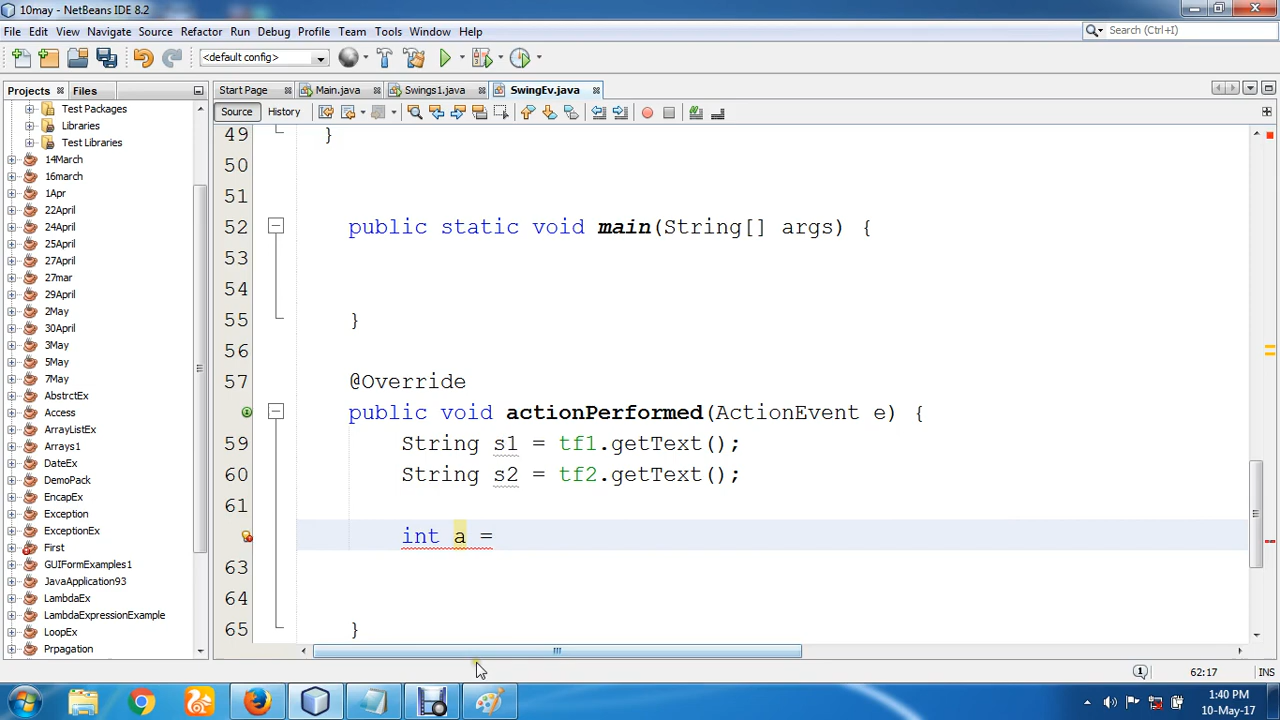 10may - NetBeans IDE 8.2
File Edit View Navigate Source Refactor Run Debug Profile Team Tools Window Help
Search (Ctrl+I)
<default config>
Projects Files
Start Page Main.java Swings1.java SwingEv.java
Source History
Test Packages
Libraries
Test Libraries
14March
16march
1Apr
22April
24April
25April
26April
27mar
29April
2May
30April
3May
5May
7May
AbstrctEx
Access
ArrayListEx
Arrays1
DateEx
DemoPack
EncapEx
Exception
ExceptionEx
First
GUIFormExamples1
JavaApplication93
LambdaEx
LambdaExpressionExample
LoopEx
Prpagation
49 }
50
51
52 public static void main(String[] args) {
53
54
55 }
56
57 @Override
public void actionPerformed(ActionEvent e) {
59 String s1 = tf1.getText();
60 String s2 = tf2.getText();
61
int a =
63
64
65 }
62:17 INS
1:40 PM
10-May-17